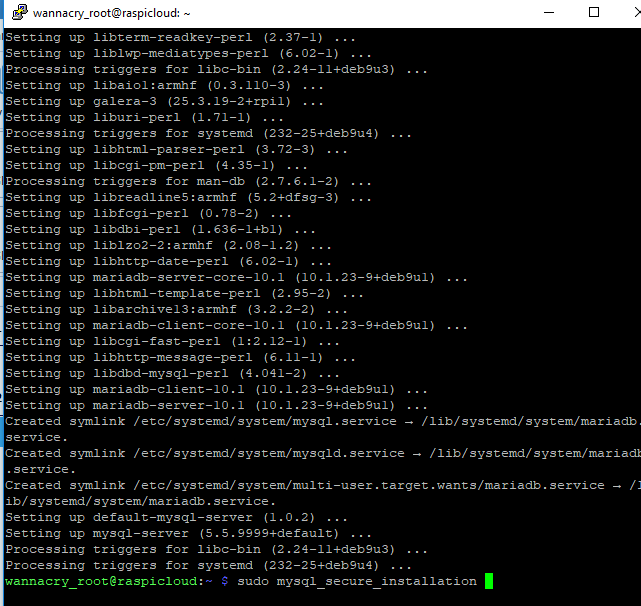 wannacry_root@raspicloud: ~
Setting up libterm-readkey-perl (2.37-1) ...
Setting up liblwp-mediatypes-perl (6.02-1) ...
Processing triggers for libc-bin (2.24-11+deb9u3) ...
Setting up libaio1:armhf (0.3.110-3) ...
Setting up galera-3 (25.3.19-2+rpi1) ...
Setting up liburi-perl (1.71-1) ...
Processing triggers for systemd (232-25+deb9u4) ...
Setting up libhtml-parser-perl (3.72-3) ...
Setting up libcgi-pm-perl (4.35-1) ...
Processing triggers for man-db (2.7.6.1-2) ...
Setting up libreadline5:armhf (5.2+dfsg-3) ...
Setting up libfcgi-perl (0.78-2) ...
Setting up libdbi-perl (1.636-1+b1) ...
Setting up liblzo2-2:armhf (2.08-1.2) ...
Setting up libhttp-date-perl (6.02-1) ...
Setting up mariadb-server-core-10.1 (10.1.23-9+deb9u1) ...
Setting up libhtml-template-perl (2.95-2) ...
Setting up libarchive13:armhf (3.2.2-2) ...
Setting up mariadb-client-core-10.1 (10.1.23-9+deb9u1) ...
Setting up libcgi-fast-perl (1:2.12-1) ...
Setting up libhttp-message-perl (6.11-1) ...
Setting up libdbd-mysql-perl (4.041-2) ...
Setting up mariadb-client-10.1 (10.1.23-9+deb9u1) ...
Setting up mariadb-server-10.1 (10.1.23-9+deb9u1) ...
Created symlink /etc/systemd/system/mysql.service → /lib/systemd/system/mariadb.
service.
Created symlink /etc/systemd/system/mysqld.service → /lib/systemd/system/mariadb
.service.
Created symlink /etc/systemd/system/multi-user.target.wants/mariadb.service → /l
ib/systemd/system/mariadb.service.
Setting up default-mysql-server (1.0.2) ...
Setting up mysql-server (5.5.9999+default) ...
Processing triggers for libc-bin (2.24-11+deb9u3) ...
Processing triggers for systemd (232-25+deb9u4) ...
wannacry_root@raspicloud:~ $ sudo mysql_secure_installation